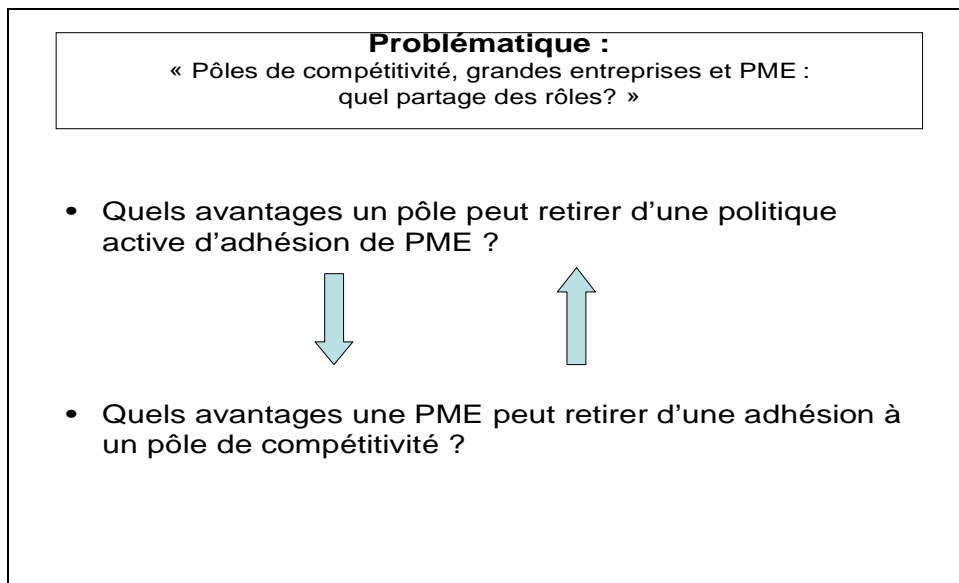 Problématique :
« Pôles de compétitivité, grandes entreprises et PME :
quel partage des rôles? »
• Quels avantages un pôle peut retirer d’une politique
active d’adhésion de PME ?
• Quels avantages une PME peut retirer d’une adhésion à
un pôle de compétitivité ?